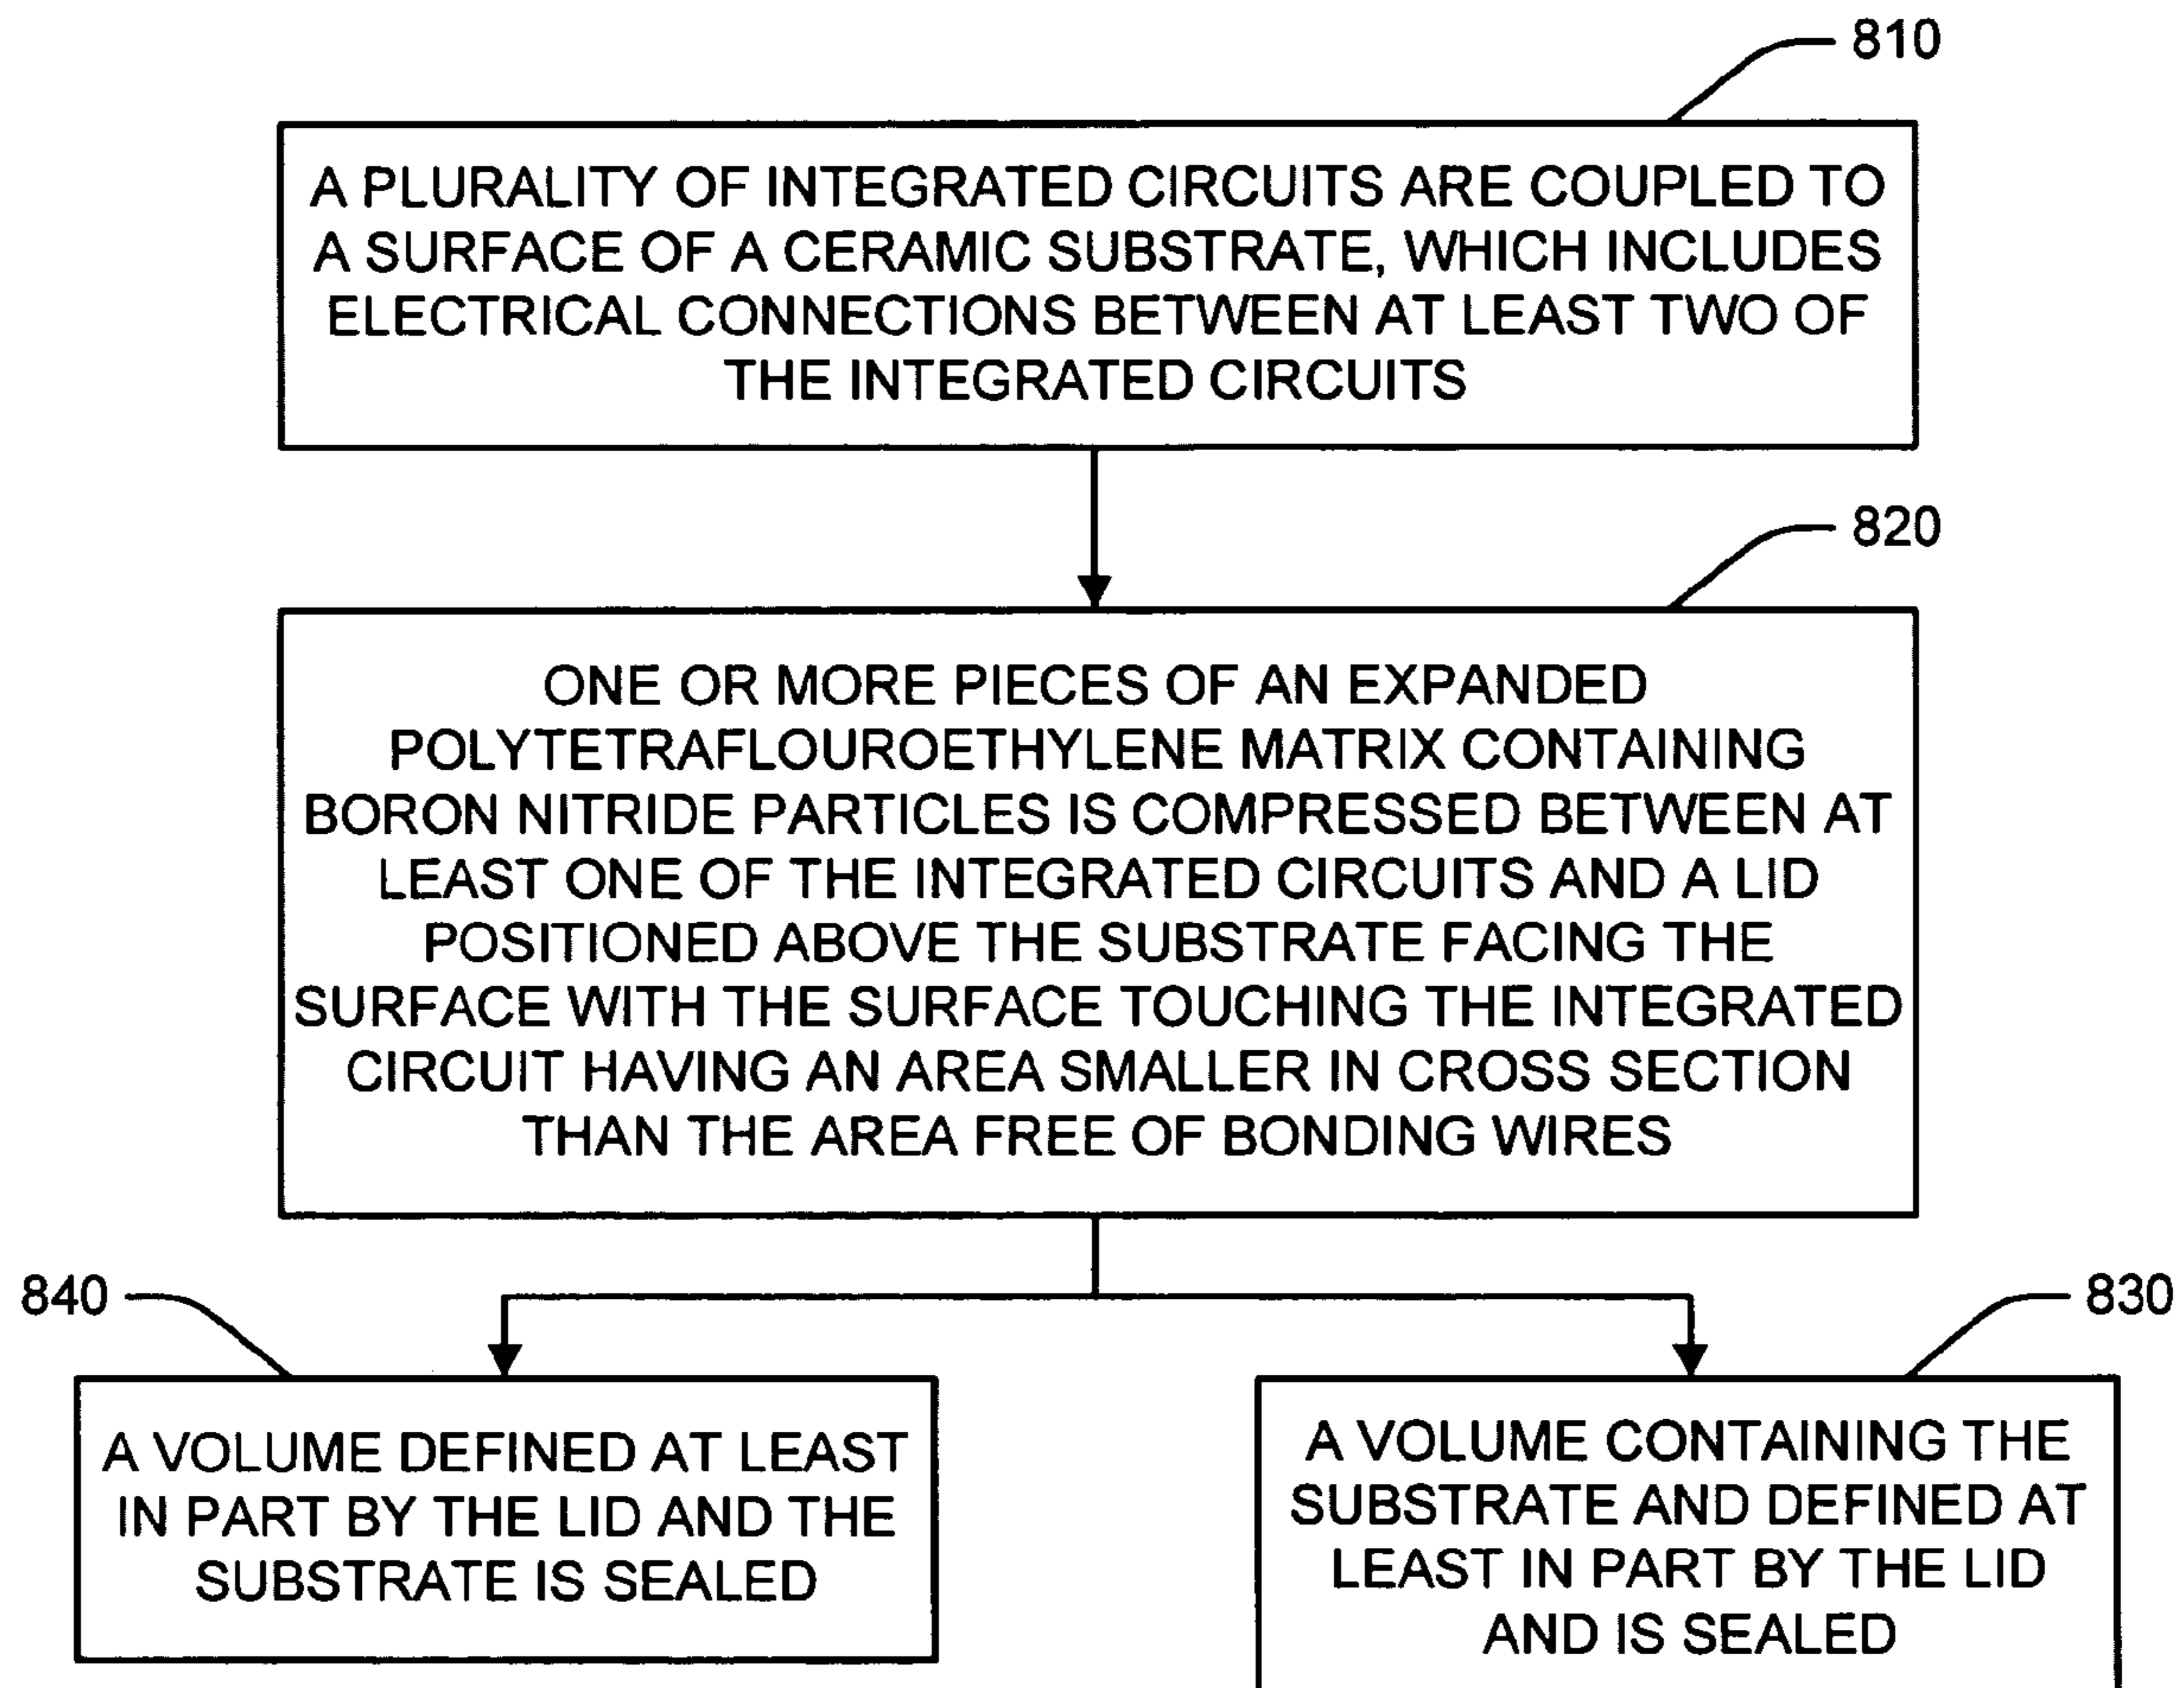 810
A PLURALITY OF INTEGRATED CIRCUITS ARE COUPLED TO
A SURFACE OF A CERAMIC SUBSTRATE, WHICH INCLUDES
ELECTRICAL CONNECTIONS BETWEEN AT LEAST TWO OF
THE INTEGRATED CIRCUITS
820
ONE OR MORE PIECES OF AN EXPANDED
POLYTETRAFLOUROETHYLENE MATRIX CONTAINING
BORON NITRIDE PARTICLES IS COMPRESSED BETWEEN AT
LEAST ONE OF THE INTEGRATED CIRCUITS AND A LID
POSITIONED ABOVE THE SUBSTRATE FACING THE
SURFACE WITH THE SURFACE TOUCHING THE INTEGRATED
CIRCUIT HAVING AN AREA SMALLER IN CROSS SECTION
THAN THE AREA FREE OF BONDING WIRES
840
A VOLUME DEFINED AT LEAST
IN PART BY THE LID AND THE
SUBSTRATE IS SEALED
830
A VOLUME CONTAINING THE
SUBSTRATE AND DEFINED AT
LEAST IN PART BY THE LID
AND IS SEALED